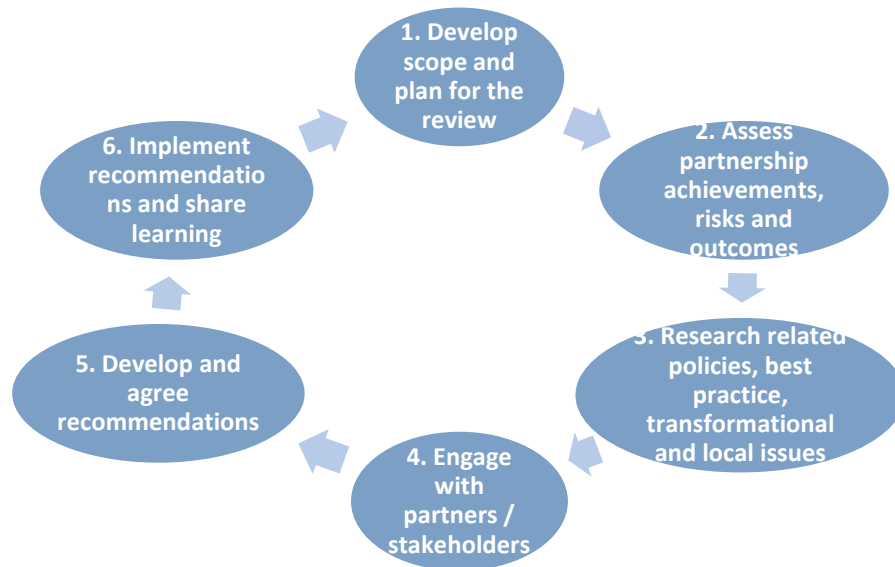 1. Develop
scope and
plan for the
review
2. Assess
partnership
achievements,
risks and
outcomes
3. Research related
policies, best
practice,
transformational
and local issues
4. Engage
with
partners /
stakeholders
5. Develop and
agree
recommendations
6. Implement
recommendatio
ns and share
learning